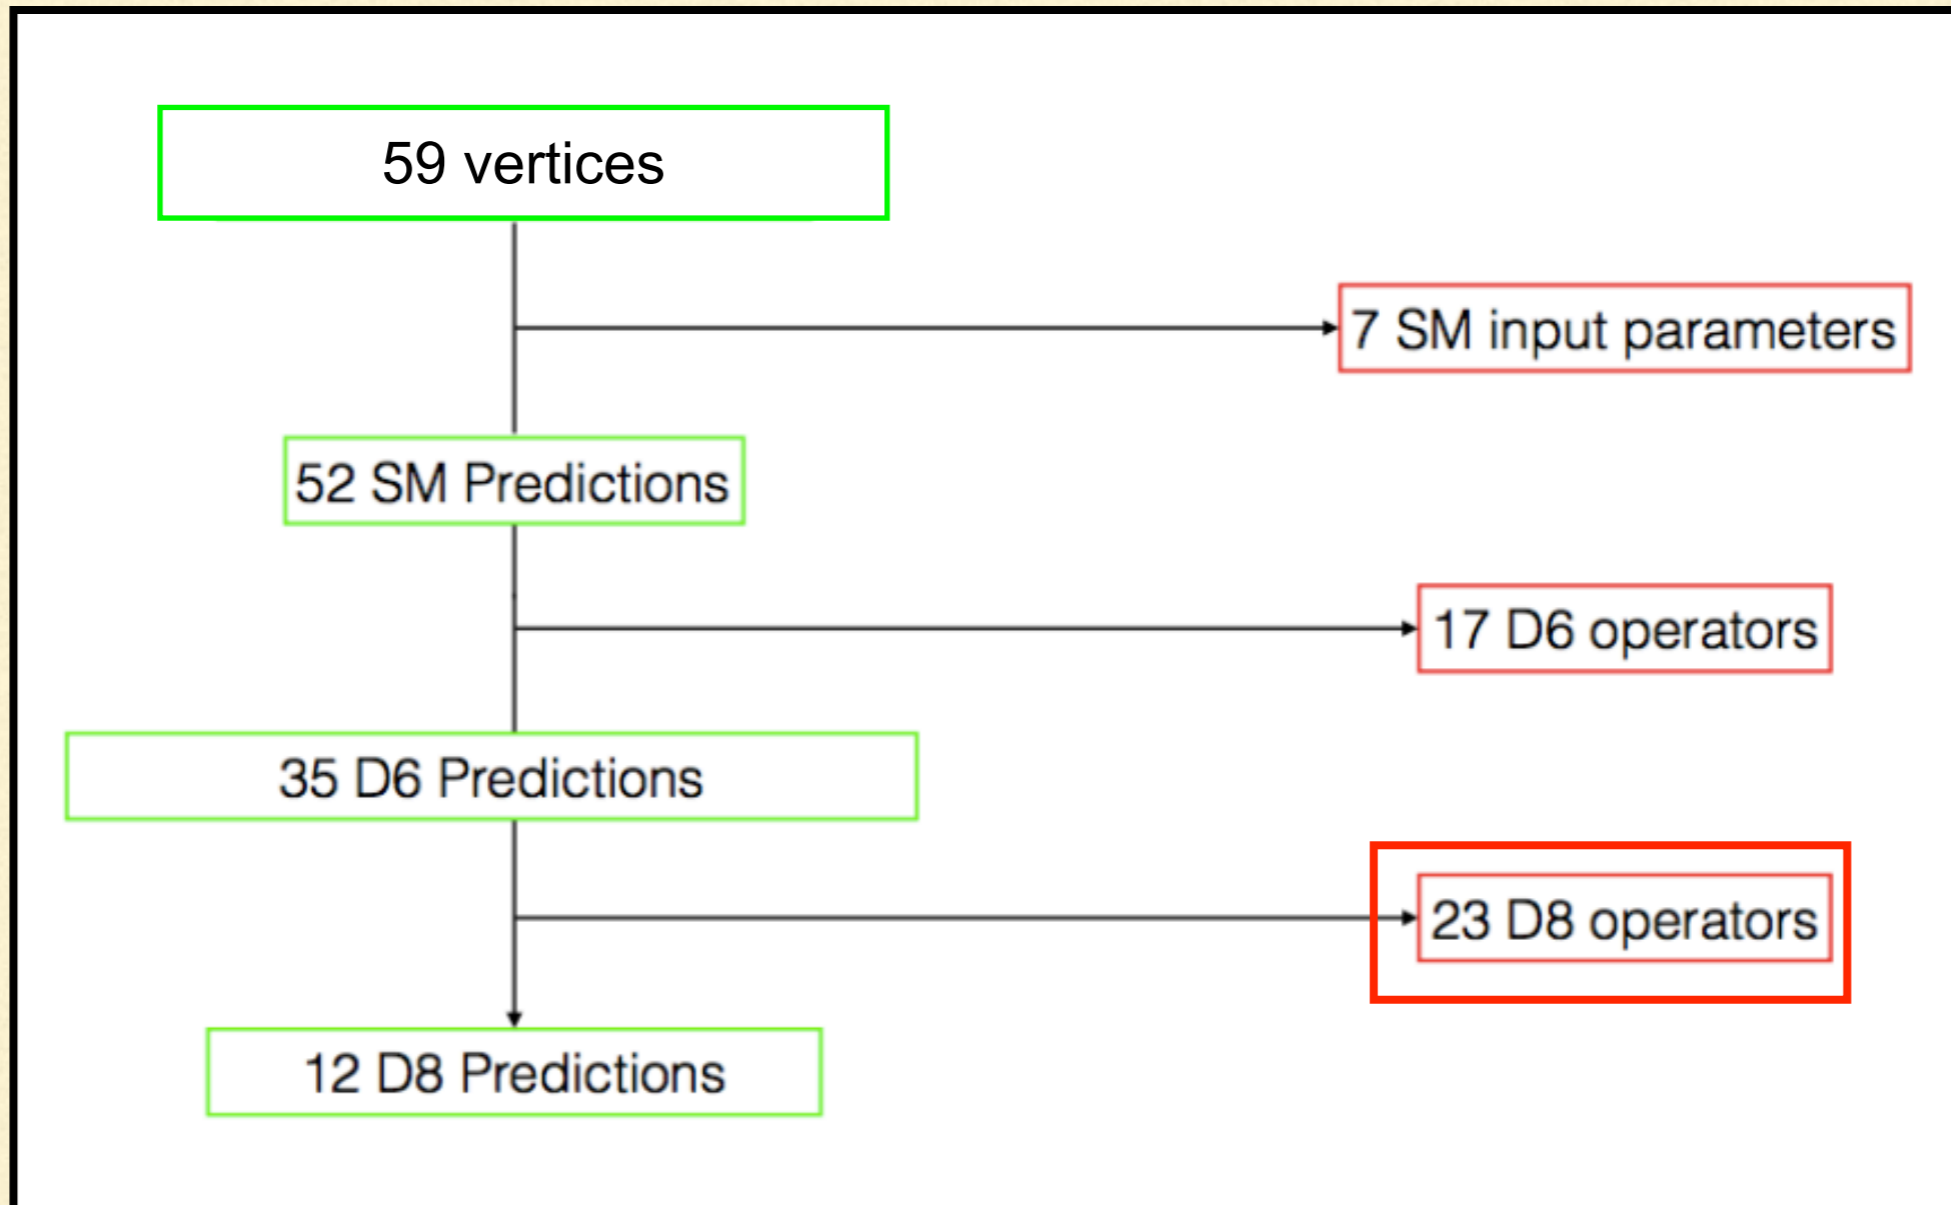 59 vertices
7 SM input parameters
52 SM Predictions
17 D6 operators
35 D6 Predictions
23 D8 operators
12 D8 Predictions